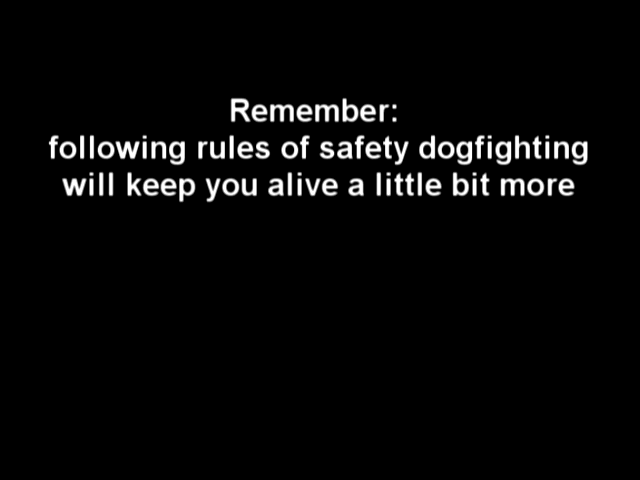 Remember:
following rules of safety dogfighting
will keep you alive a little bit more